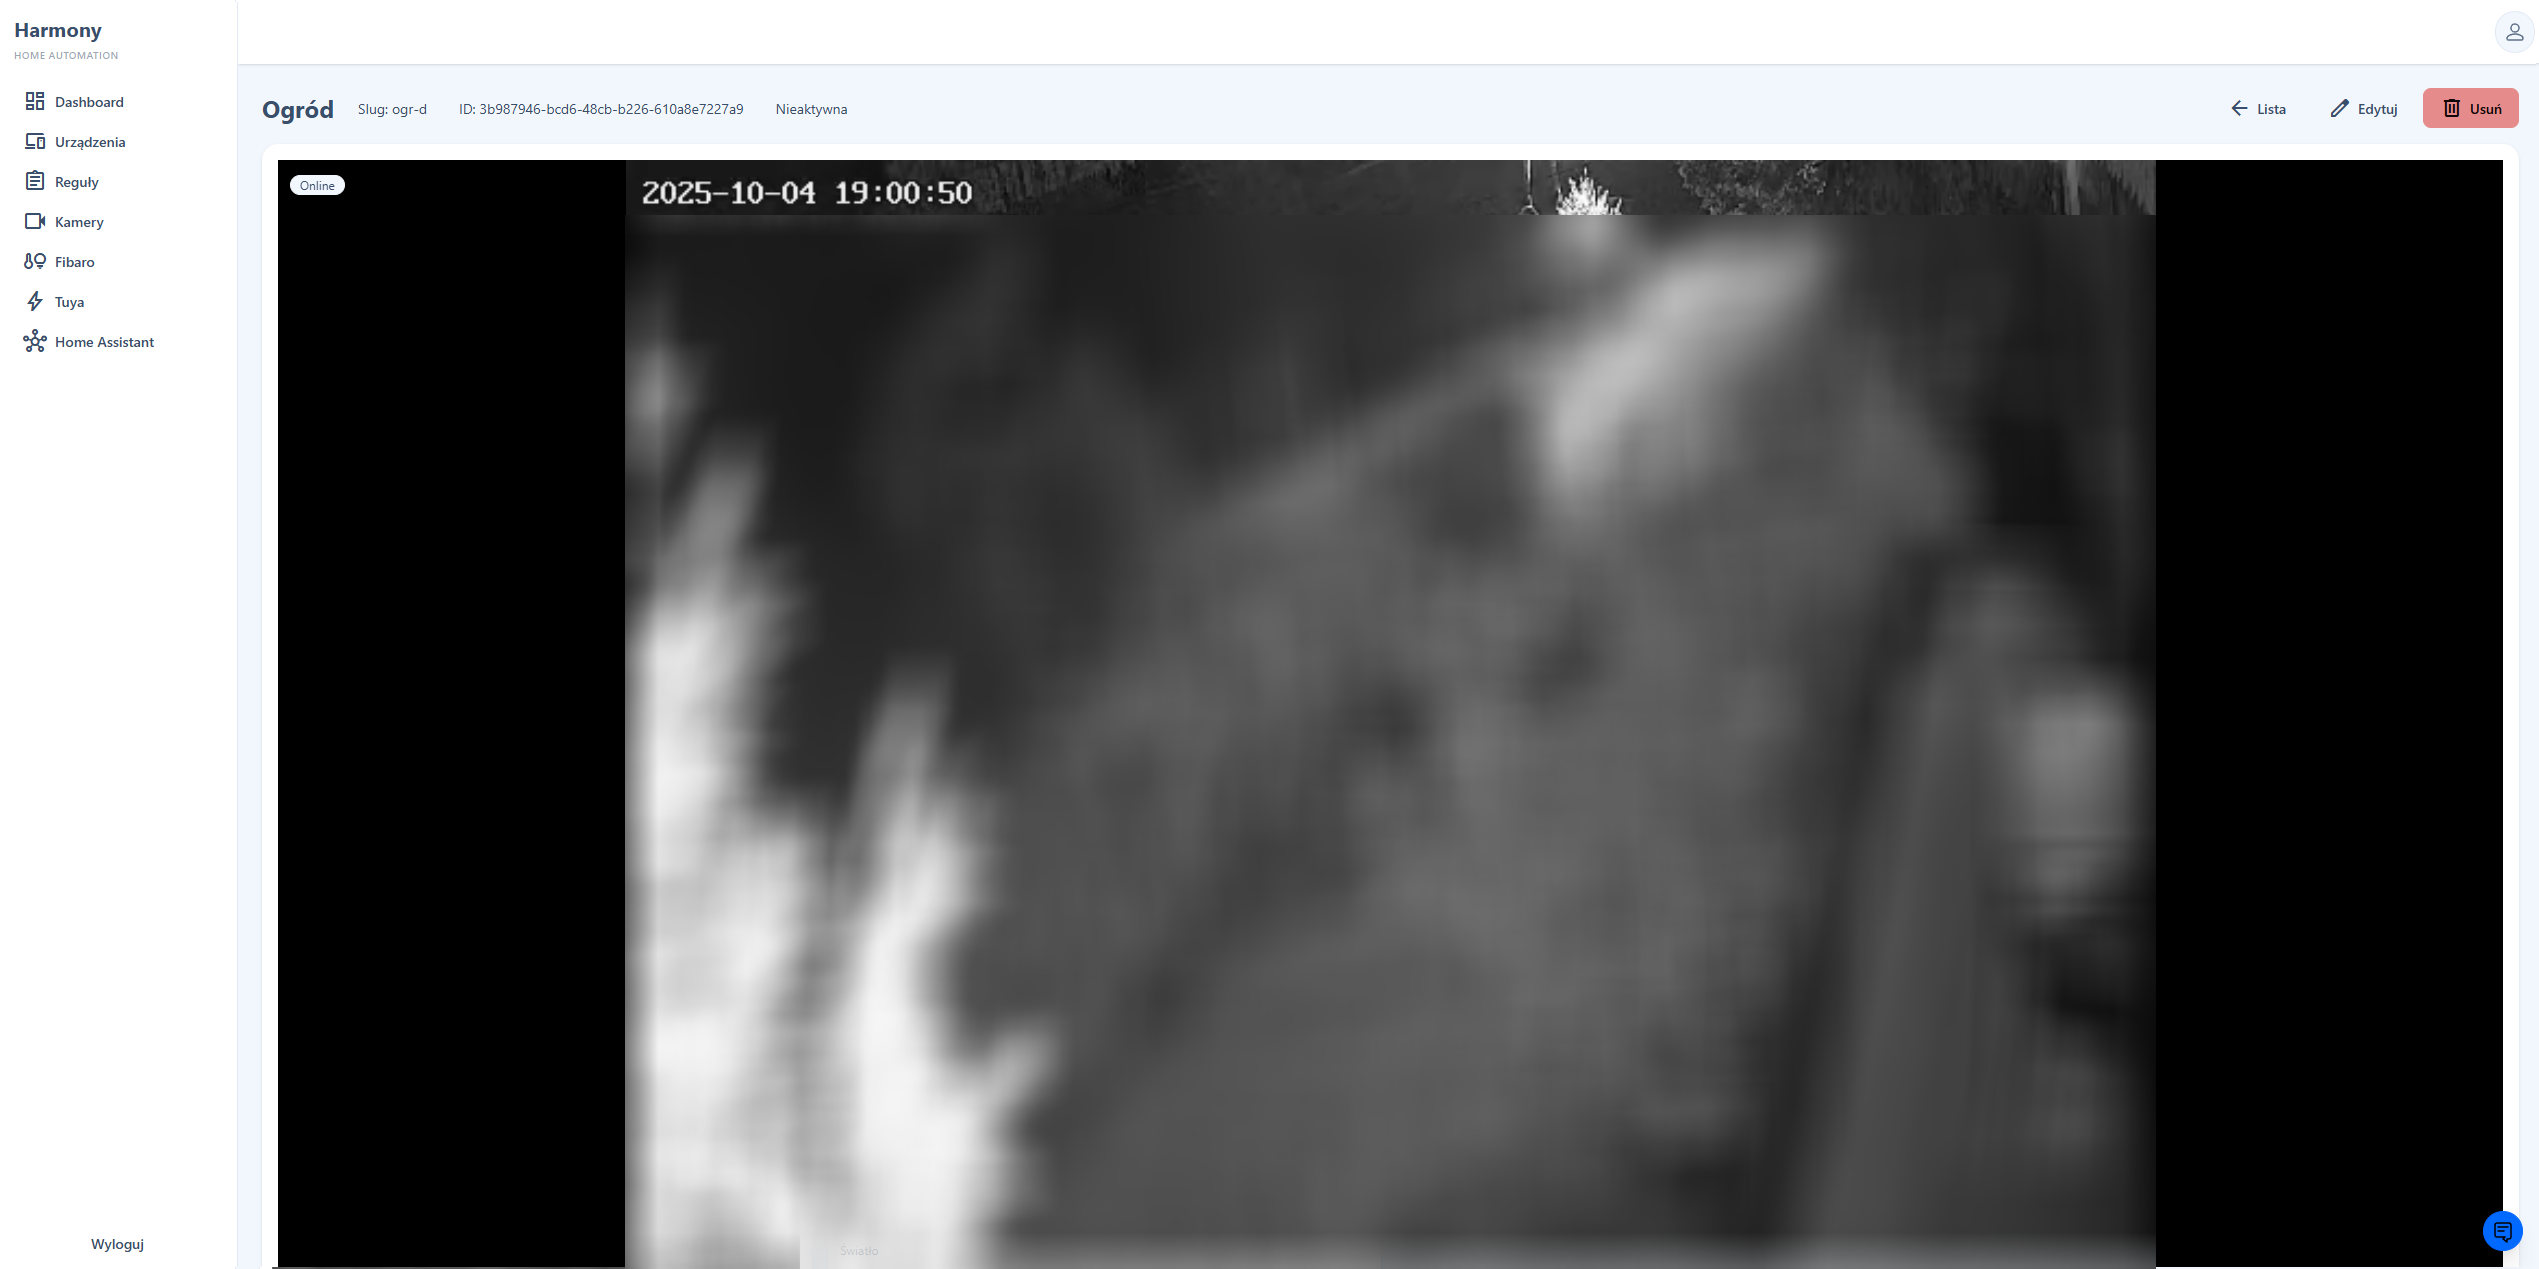 Harmony
HOME AUTOMATION
Dashboard
Urządzenia
Reguły
Kamery
Fibaro
Tuya
Home Assistant
Wyloguj
Ogród
Slug: ogr-d
ID: 3b987946-bcd6-48cb-b226-610a8e7227a9
Nieaktywna
Lista
Edytuj
Usuń
Online
2025-10-04 19:00:50
Światło